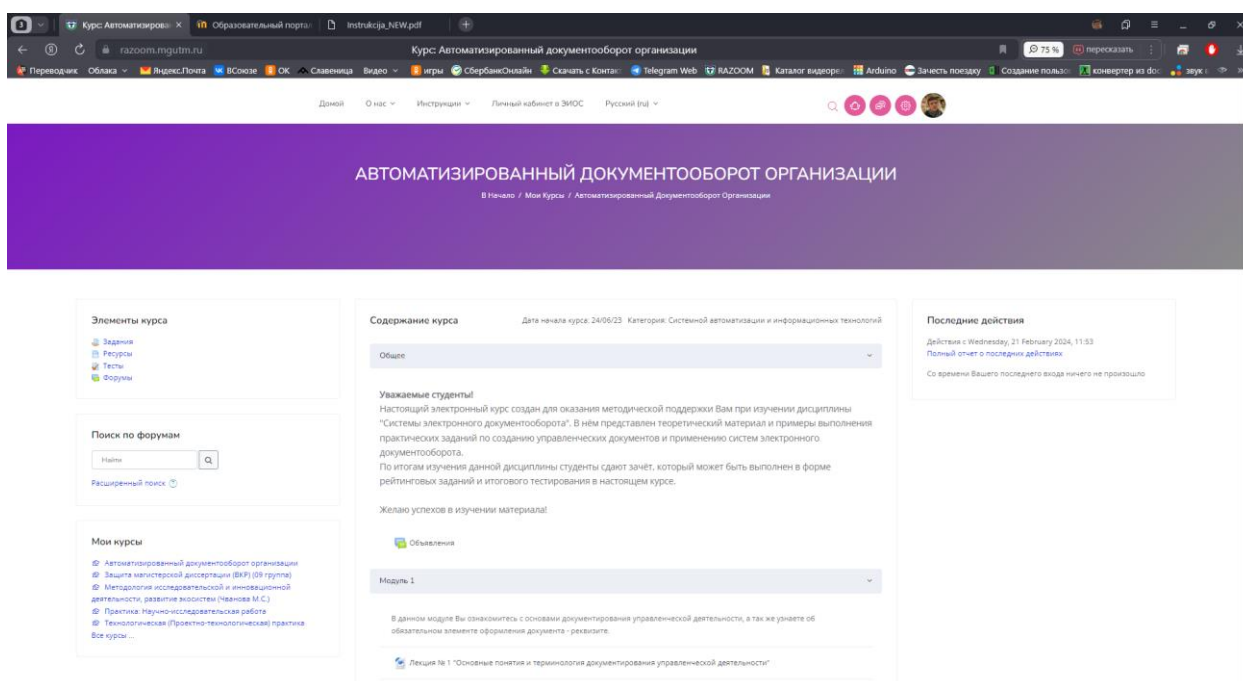 3
Курс: Автоматизирова
Образовательный портал
Instrukcija_NEW.pdf
razoom.mgutm.ru
Курс: Автоматизированный документооборот организации
75 %
пересказать
Переводчик
Облака
Яндекс.Почта
ВСоюзе
ОК
Славеница
Видео
игры
СбербанкОнлайн
Скачать с Контак
Telegram Web
RAZOOM
Каталог видеоре
Arduino
Зачесть поездку
Создание пользо
конвертер из doc
звук
Домой
О нас
Инструкции
Личный кабинет в ЭИОС
Русский (ru)
АВТОМАТИЗИРОВАННЫЙ ДОКУМЕНТООБОРОТ ОРГАНИЗАЦИИ
В Начало / Мои Курсы / Автоматизированный Документооборот Организации
Элементы курса
Задания
Ресурсы
Тесты
Форумы
Поиск по форумам
Найти
Расширенный поиск
Мои курсы
Автоматизированный документооборот организации
Защита магистерской диссертации (ВКР) (09 группа)
Методология исследовательской и инновационной
деятельности, развитие экосистем (Чванова М.С.)
Практика: Научно-исследовательская работа
Технологическая (Проектно-технологическая) практика
Все курсы ...
Содержание курса
Дата начала курса: 24/06/23 Категория: Системной автоматизации и информационных технологий
Общее
Уважаемые студенты!
Настоящий электронный курс создан для оказания методической поддержки Вам при изучении дисциплины
"Системы электронного документооборота". В нём представлен теоретический материал и примеры выполнения
практических заданий по созданию управленческих документов и применению систем электронного
документооборота.
По итогам изучения данной дисциплины студенты сдают зачёт, который может быть выполнен в форме
рейтинговых заданий и итогового тестирования в настоящем курсе.
Желаю успехов в изучении материала!
Объявления
Модуль 1
В данном модуле Вы ознакомитесь с основами документирования управленческой деятельности, а так же узнаете об
обязательном элементе оформления документа - реквизите.
Лекция № 1 "Основные понятия и терминология документирования управленческой деятельности"
Последние действия
Действия с Wednesday, 21 February 2024, 11:53
Полный отчет о последних действиях
Со времени Вашего последнего входа ничего не произошло